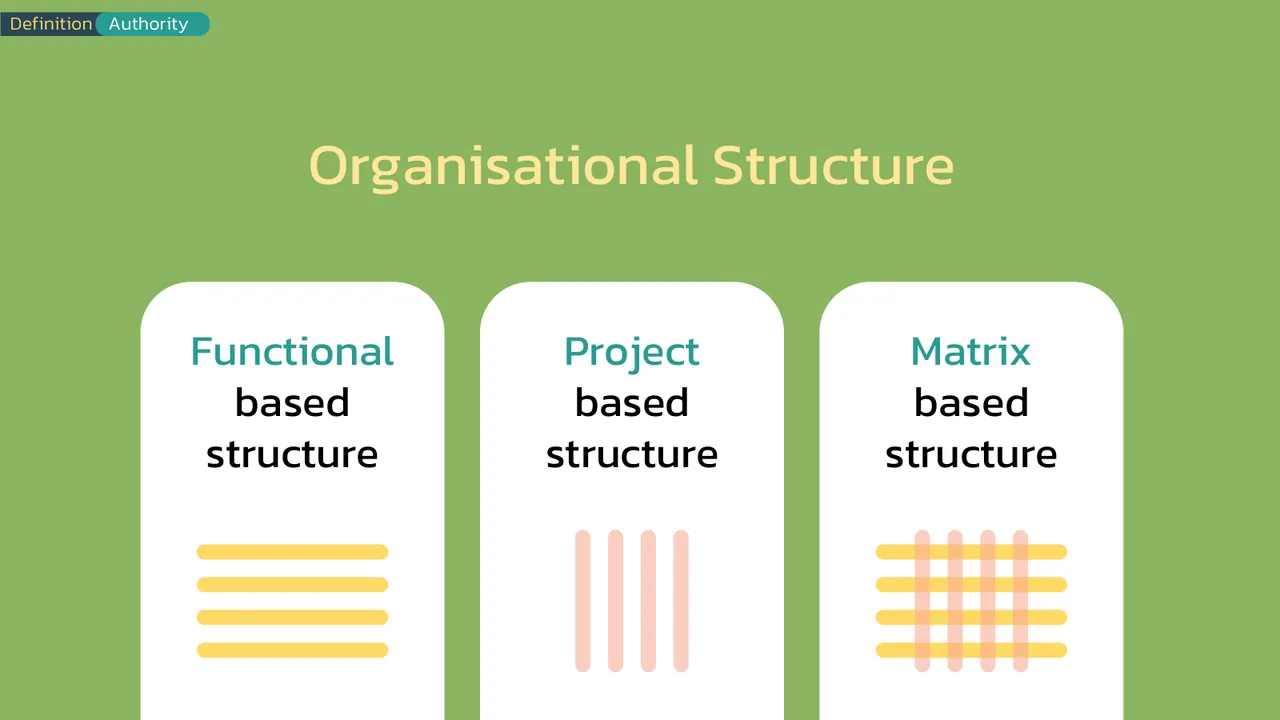 Definition Authority
Organisational Structure
Functional
based
structure
Project
based
structure
Matrix
based
structure